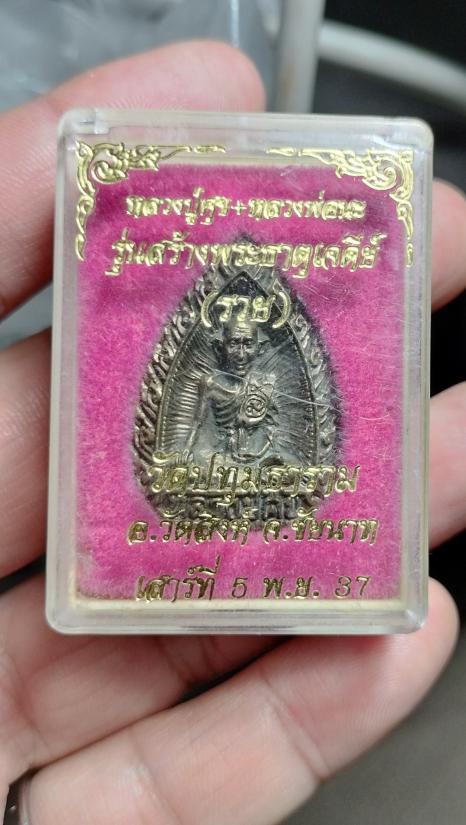 หลวงปู่ศุข+หลวงพ่อนะ
รุ่นสร้างพระธาตุเจดีย์
(รวย)
วัดปทุมธาราม
อ.วัดสิงห์ จ.ชัยนาท
เสาร์ที่ 5 พ.ย. 37